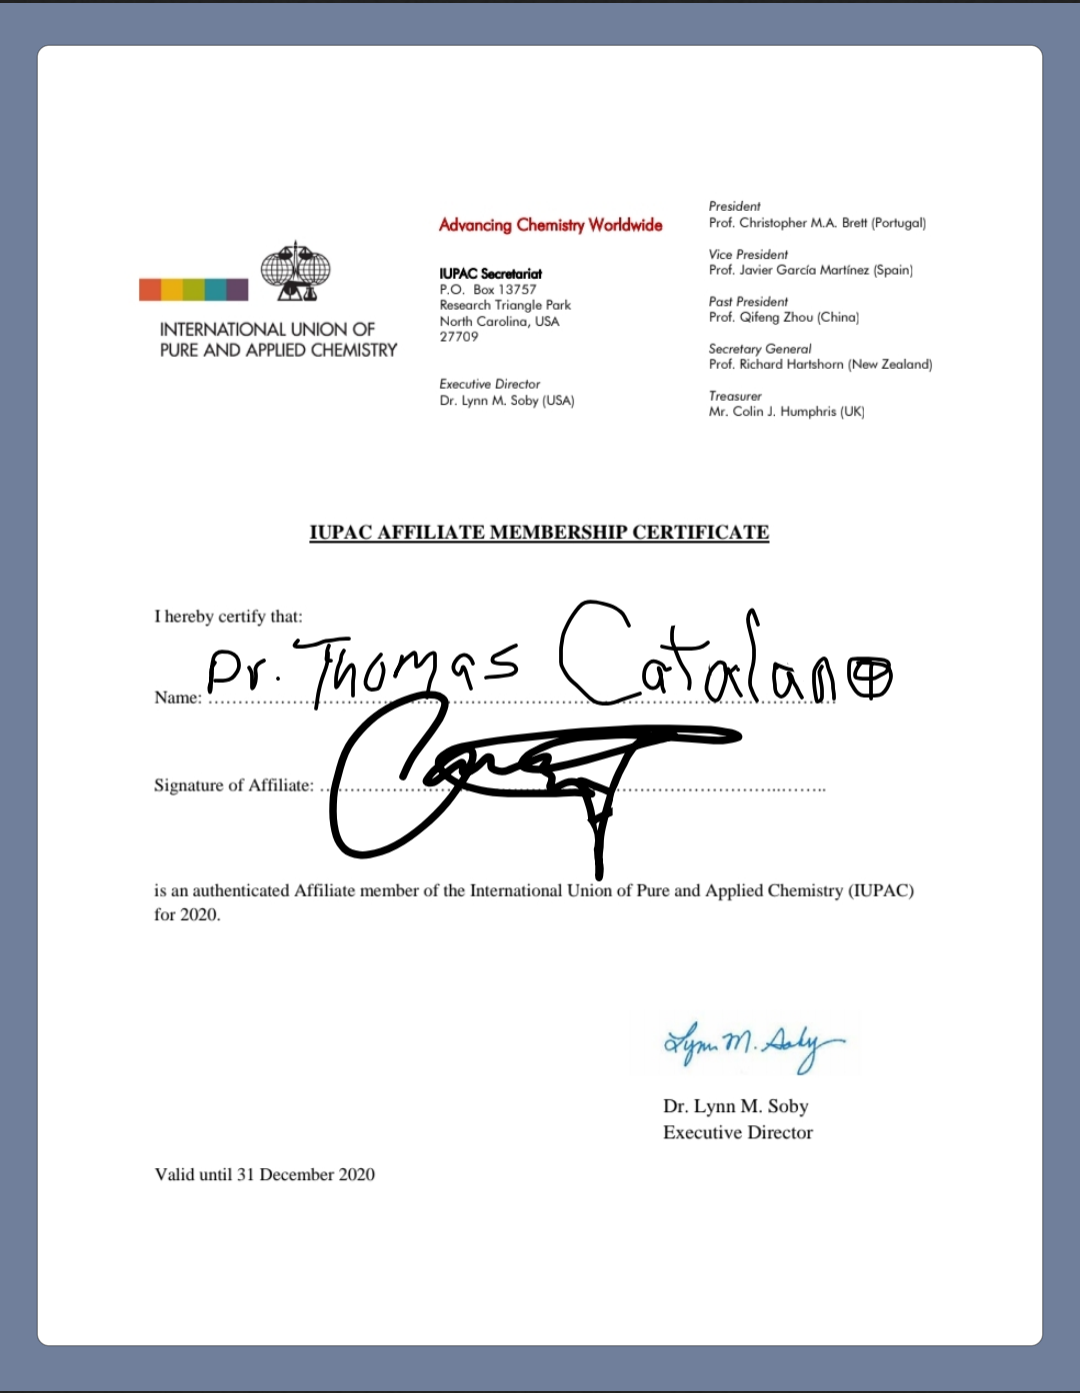 INTERNATIONAL UNION OF
PURE AND APPLIED CHEMISTRY
Advancing Chemistry Worldwide
IUPAC Secretariat
P.O. Box 13757
Research Triangle Park
North Carolina, USA
27709
Executive Director
Dr. Lynn M. Soby (USA)
President
Prof. Christopher M.A. Brett (Portugal)
Vice President
Prof. Javier García Martínez (Spain)
Past President
Prof. Qifeng Zhou (China)
Secretary General
Prof. Richard Hartshorn (New Zealand)
Treasurer
Mr. Colin J. Humphris (UK)
IUPAC AFFILIATE MEMBERSHIP CERTIFICATE
I hereby certify that:
Name: Dr. Thomas Catalano
Signature of Affiliate:
is an authenticated Affiliate member of the International Union of Pure and Applied Chemistry (IUPAC)
for 2020.
Lynn M. Soby
Dr. Lynn M. Soby
Executive Director
Valid until 31 December 2020